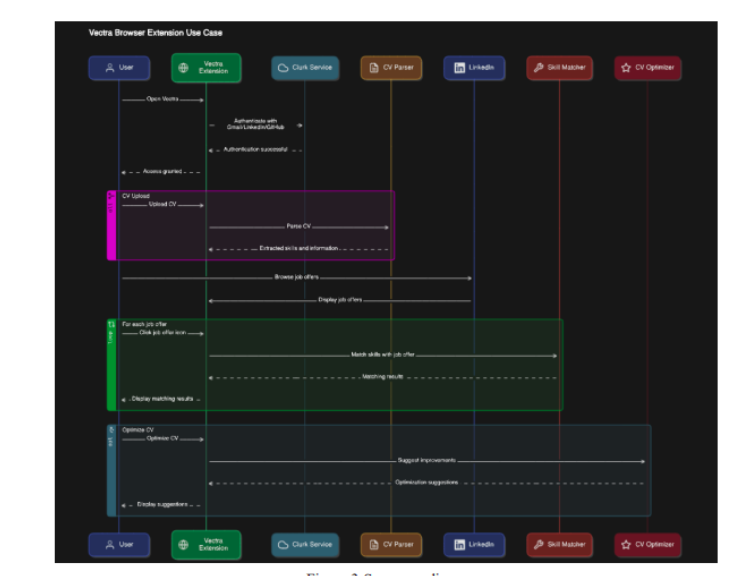 Vectra Browser Extension Use Case
User
Vectra
Extension
Clurk Service
CV Parser
LinkedIn
Skill Matcher
CV Optimizer
Open Vectra
Authenticate with
Gmail/LinkedIn/GitHub
Authentication successful
Access granted
CV Upload
Upload CV
Parse CV
Extracted skills and information
Browse job offers
Display job offers
For each job offer
Click job offer icon
Match skills with job offer
Matching results
Display matching results
Optimize CV
Optimize CV
Suggest improvements
Optimization suggestions
Display suggestions
User
Vectra
Extension
Clurk Service
CV Parser
LinkedIn
Skill Matcher
CV Optimizer